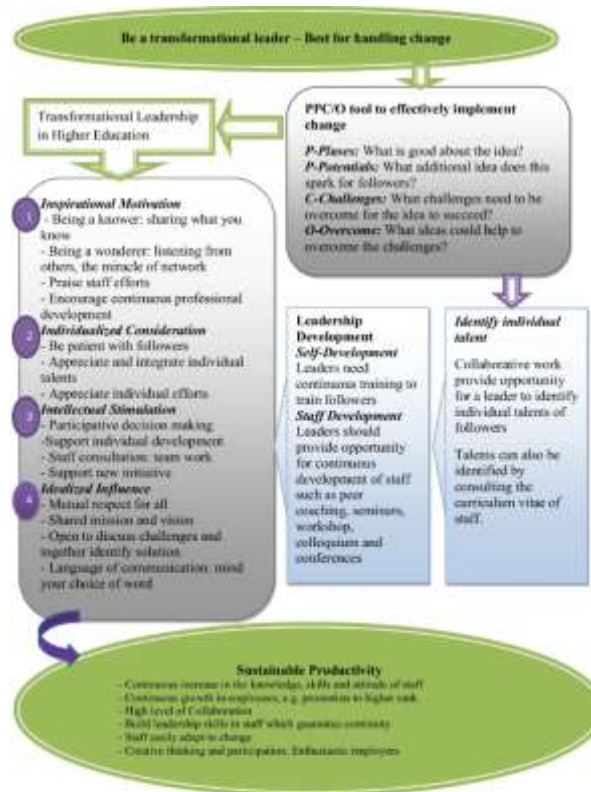 Be a transformational leader – Best for handling change
Transformational Leadership
in Higher Education
PPC/O tool to effectively implement
change
P-Pluses: What is good about the idea?
P-Potentials: What additional idea does this
spark for followers?
C-Challenges: What challenges need to be
overcome for the idea to succeed?
O-Overcome: What ideas could help to
overcome the challenges?
1
Inspirational Motivation
- Being a knower: sharing what you
know
- Being a wonderer: listening from
others, the miracle of network
- Praise staff efforts
- Encourage continuous professional
development
2
Individualized Consideration
- Be patient with followers
- Appreciate and integrate individual
talents
- Appreciate individual efforts
3
Intellectual Stimulation
- Participative decision making
-Support individual development
- Staff consultation: team work
- Support new initiative
4
Idealized Influence
- Mutual respect for all
- Shared mission and vision
- Open to discuss challenges and
together identify solution
- Language of communication: mind
your choice of word
Leadership
Development
Self-Development
Leaders need
continuous training to
train followers
Staff Development
Leaders should
provide opportunity
for continuous
development of staff
such as peer
coaching, seminars,
workshop,
colloquium and
conferences
Identify individual
talent
Collaborative work
provide opportunity
for a leader to identify
individual talents of
followers
Talents can also be
identified by
consulting the
curriculum vitae of
staff.
Sustainable Productivity
- Continuous increase in the knowledge, skills and attitude of staff
- Continuous growth in employees, e.g. promotion to higher rank
- High level of Collaboration
- Build leadership skills in staff which guarantee continuity
- Staff easily adapt to change
- Creative thinking and participation: Enthusiastic employees